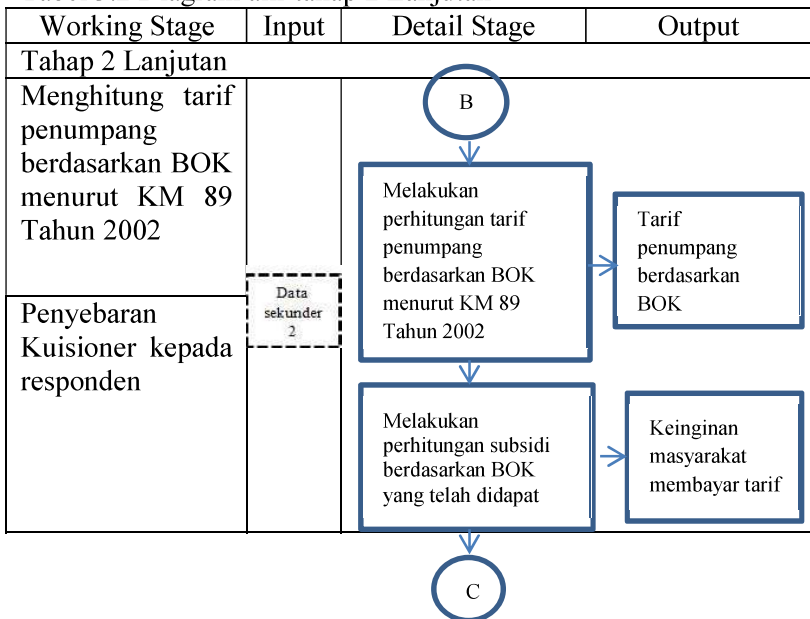 Working Stage Input Detail Stage Output
Tahap 2 Lanjutan
Menghitung tarif
penumpang
berdasarkan BOK
menurut KM 89
Tahun 2002
B
Melakukan
perhitungan tarif
penumpang
berdasarkan BOK
menurut KM 89
Tahun 2002
Tarif
penumpang
berdasarkan
BOK
Data
sekunder
2
Penyebaran
Kuisioner kepada
responden
Melakukan
perhitungan subsidi
berdasarkan BOK
yang telah didapat
Keinginan
masyarakat
membayar tarif
C